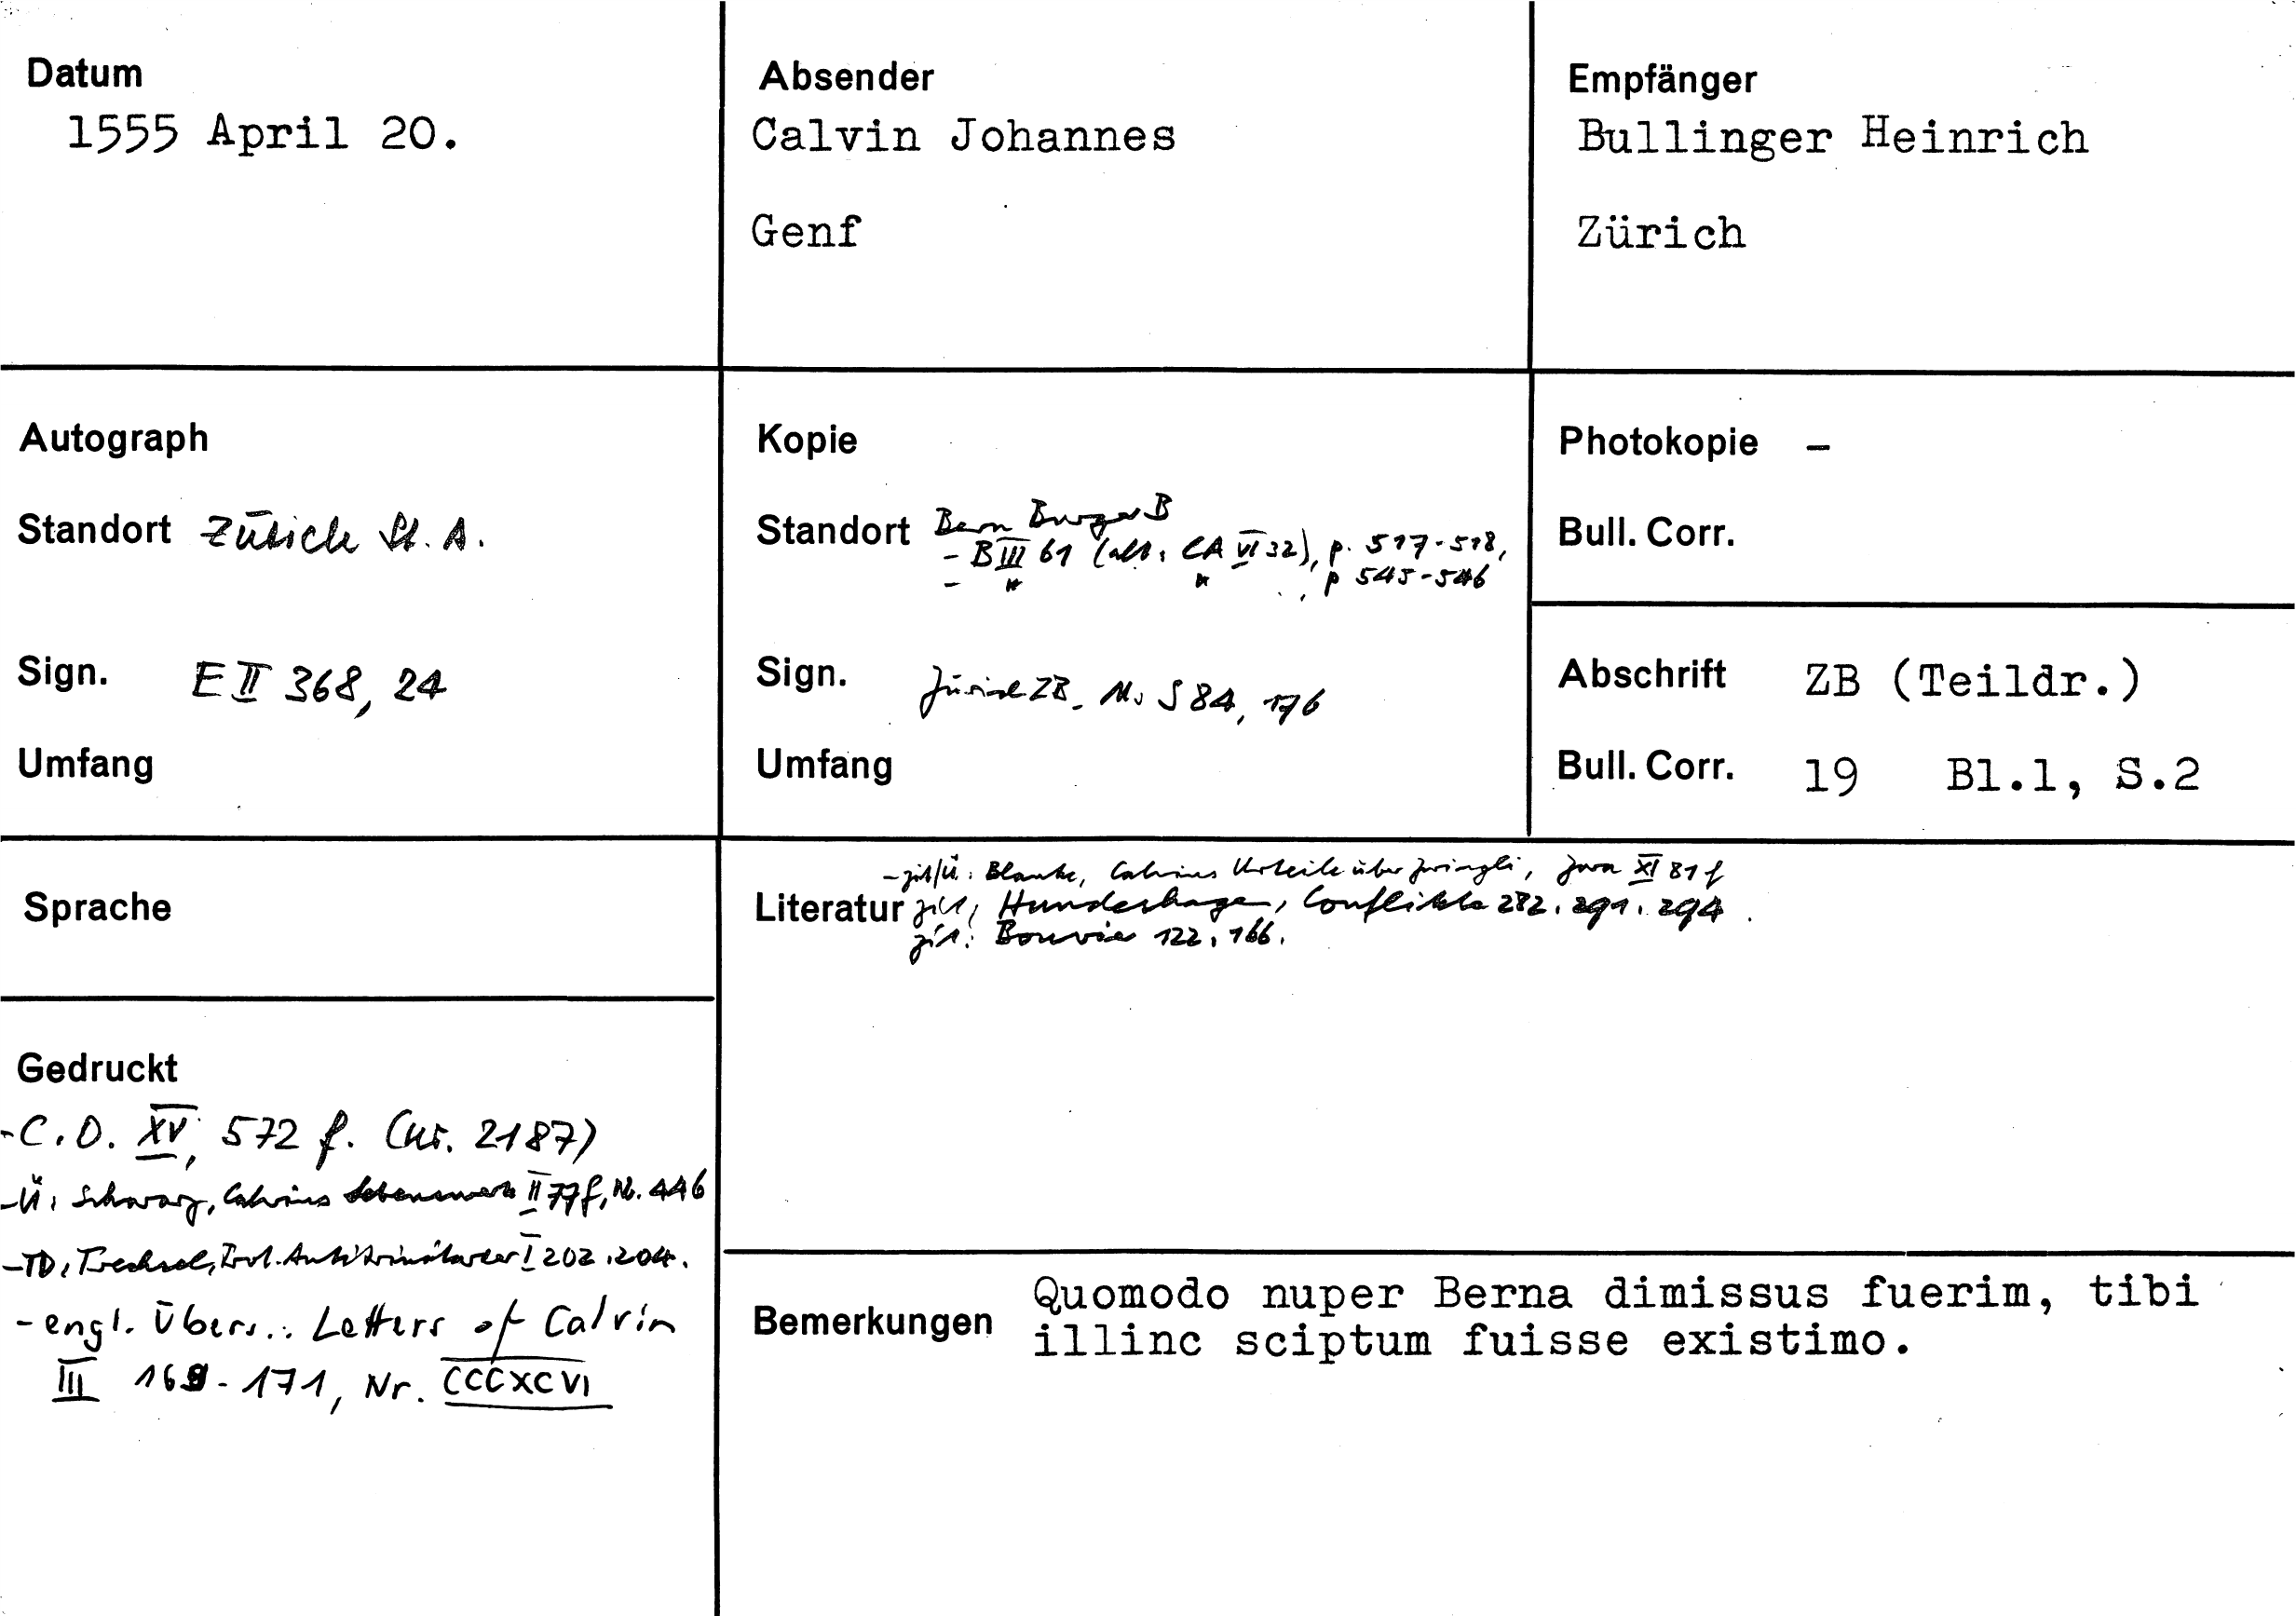 Datum
1555 April 20.
Absender
Calvin Johannes
Genf
Empfänger
Bullinger Heinrich
Zürich
Autograph
Standort Zürich St. A.
Sign. E II 368, 24
Umfang
Kopie
Standort Bern BurgerB
- B III 61 (alt: CA VI 32), p. 517-518,
- " " , p 545-546
Sign. Zürich ZB. Ms S 84, 176
Umfang
Photokopie -
Bull. Corr.
Abschrift ZB (Teildr.)
Bull. Corr. 19 Bl.1, S.2
Sprache
Gedruckt
- C.O. XV, 572 f. (Nr. 2187)
- Ü: Schwarz, Calvins Lebenswerk II 77f, Nr. 446
- TD: Trechsel, Prot. Antitrinitarier I 202.204.
- engl. Übers.: Letters of Calvin
III 169-171, Nr. CCCXCVI
- zit/Ü: Blanke, Calvins Urteile über Zwingli, Zwa XI 81 f
Literatur zit: Hundeshagen, Conflikte 282.291.294.
zit: Bouvier 122.166.
Bemerkungen Quomodo nuper Berna dimissus fuerim, tibi
illinc sciptum fuisse existimo.